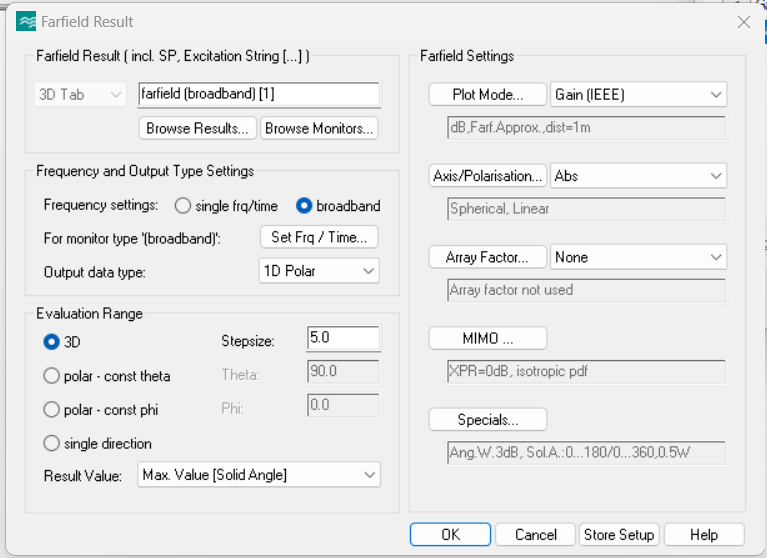 Farfield Result
Farfield Result ( incl. SP, Excitation String [...] )
3D Tab
farfield (broadband) [1]
Browse Results...
Browse Monitors...
Frequency and Output Type Settings
Frequency settings:
single frq/time
broadband
For monitor type '(broadband)':
Set Frq / Time...
Output data type:
1D Polar
Evaluation Range
3D
Stepsize:
5.0
polar - const theta
Theta:
90.0
polar - const phi
Phi:
0.0
single direction
Result Value:
Max. Value [Solid Angle]
Farfield Settings
Plot Mode...
Gain (IEEE)
dB,Farf.Approx.,dist=1m
Axis/Polarisation...
Abs
Spherical, Linear
Array Factor...
None
Array factor not used
MIMO ...
XPR=0dB, isotropic pdf
Specials...
Ang.W.3dB, Sol.A.:0...180/0...360,0.5W
OK
Cancel
Store Setup
Help